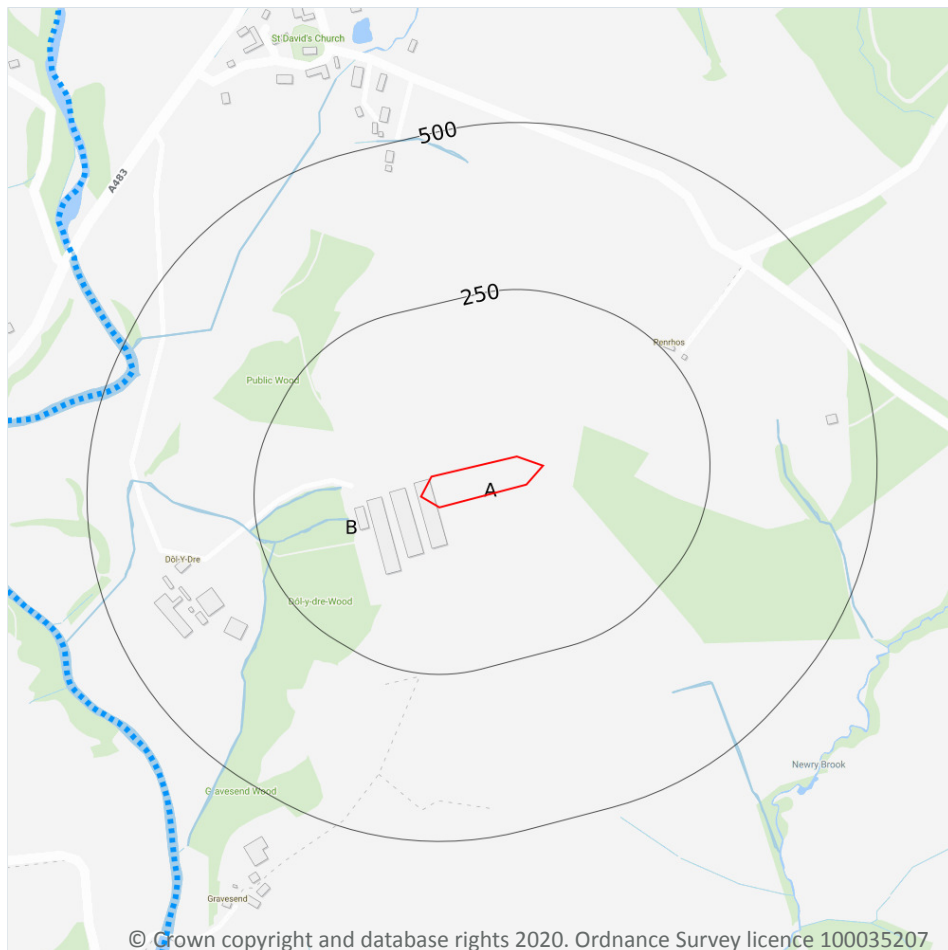 St David's Church
500
A483
250
Penrhos
Public Wood
A
B
Dôl-Y-Dre
Dôl-y-dre-Wood
Newry Brook
Gravesend Wood
Gravesend
© Crown copyright and database rights 2020. Ordnance Survey licence 100035207